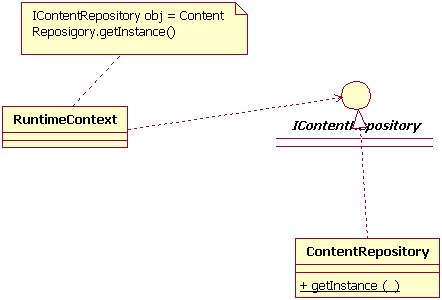 IContentRepository obj = Content
Reposigory.getInstance()
RuntimeContext
IContentRepository
ContentRepository
+ getInstance ( )